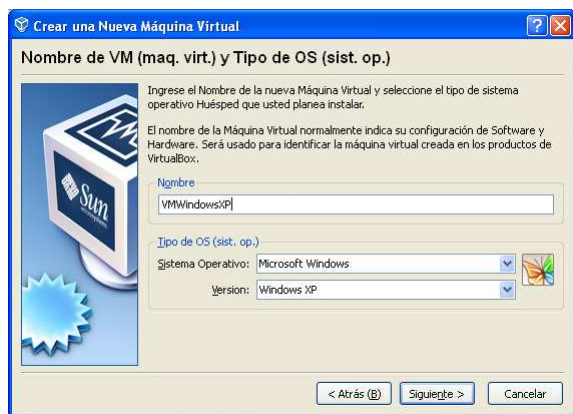 Crear una Nueva Máquina Virtual
Nombre de VM (maq. virt.) y Tipo de OS (sist. op.)
Ingrese el Nombre de la nueva Máquina Virtual y seleccione el tipo de sistema
operativo Huésped que usted planea instalar.
El nombre de la Máquina Virtual normalmente indica su configuración de Software y
Hardware. Será usado para identificar la máquina virtual creada en los productos de
VirtualBox.
Nombre
VMWindowsXP
Tipo de OS (sist. op.)
Sistema Operativo: Microsoft Windows
Version: Windows XP
Sun
microsystems
< Atrás (B) Siguiente > Cancelar